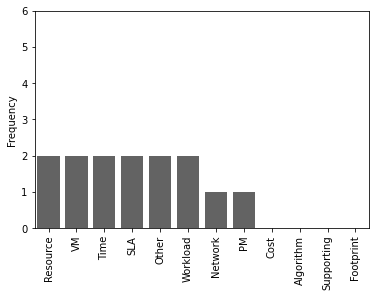 6
5
4
3
2
1
0
Frequency
Resource
VM
Time
SLA
Other
Workload
Network
PM
Cost
Algorithm
Supporting
Footprint